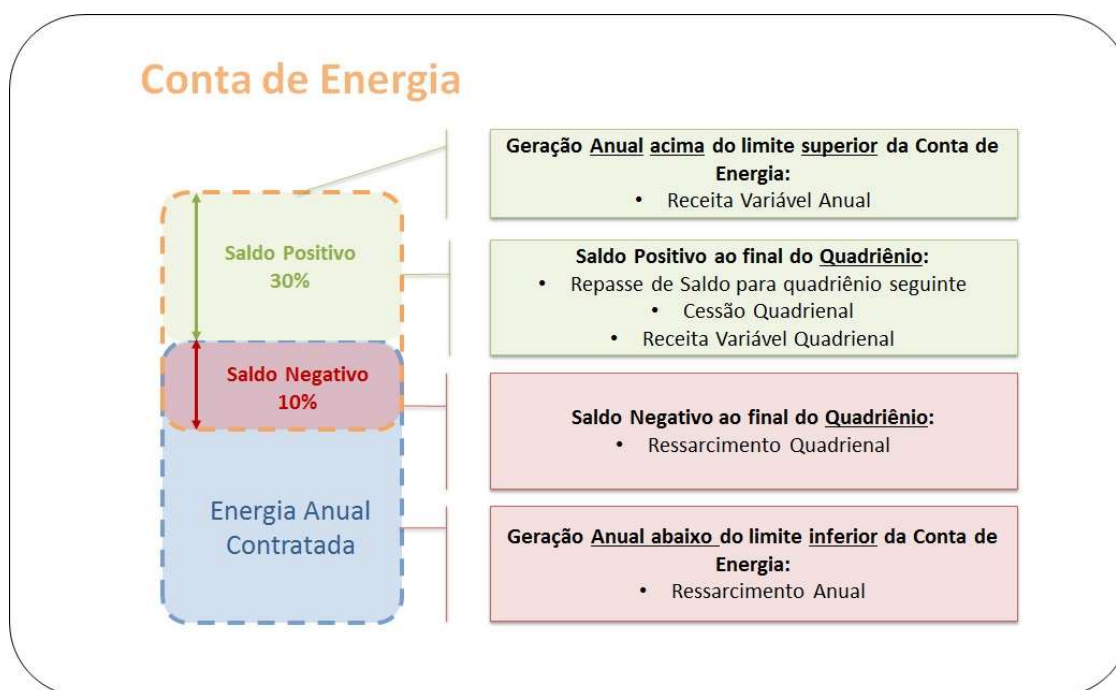 Conta de Energia
Geração Anual acima do limite superior da Conta de
Energia:
• Receita Variável Anual
Saldo Positivo
30%
Saldo Positivo ao final do Quadriênio:
• Repasse de Saldo para quadriênio seguinte
• Cessão Quadrienal
• Receita Variável Quadrienal
Saldo Negativo
10%
Saldo Negativo ao final do Quadriênio:
• Ressarcimento Quadrienal
Energia Anual
Contratada
Geração Anual abaixo do limite inferior da Conta de
Energia:
• Ressarcimento Anual